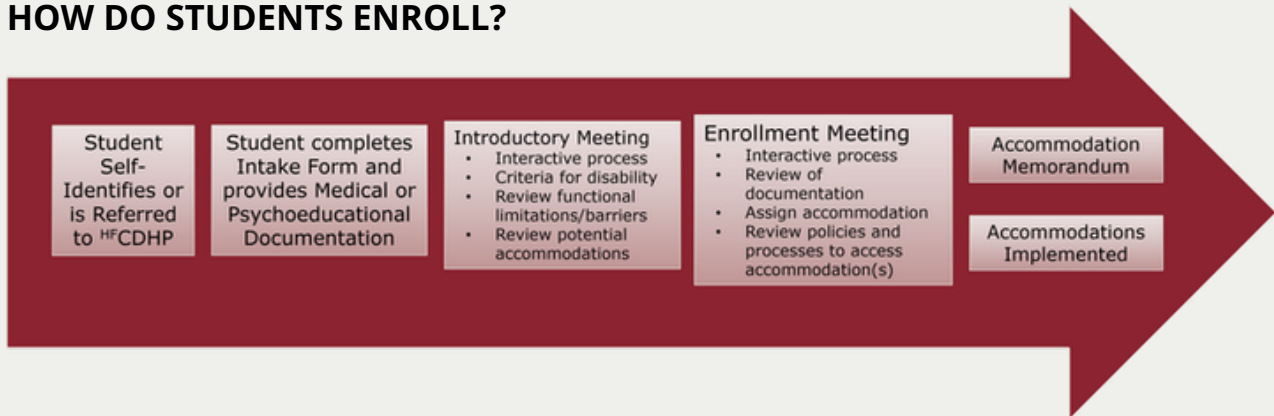 HOW DO STUDENTS ENROLL?
Student
Self-
Identifies or
is Referred
to HFCDHP
Student completes
Intake Form and
provides Medical or
Psychoeducational
Documentation
Introductory Meeting
• Interactive process
• Criteria for disability
• Review functional
limitations/barriers
• Review potential
accommodations
Enrollment Meeting
• Interactive process
• Review of
documentation
• Assign accommodation
• Review policies and
processes to access
accommodation(s)
Accommodation
Memorandum
Accommodations
Implemented